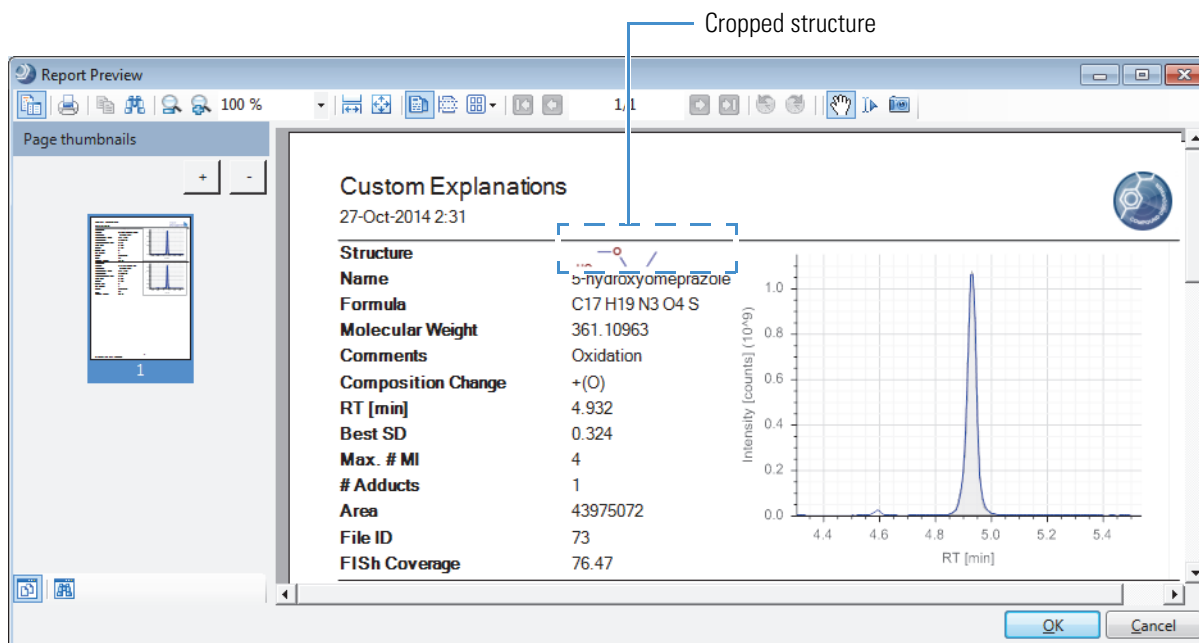 Cropped structure
Report Preview
100 %
1/1
Page thumbnails
+ -
1
Custom Explanations
27-Oct-2014 2:31
Structure
Name 5-hydroxyomeprazole
Formula C17 H19 N3 O4 S
Molecular Weight 361.10963
Comments Oxidation
Composition Change +(O)
RT [min] 4.932
Best SD 0.324
Max. # MI 4
# Adducts 1
Area 43975072
File ID 73
FISh Coverage 76.47
Intensity [counts] (10^9)
1.0
0.8
0.6
0.4
0.2
0.0
4.4 4.6 4.8 5.0 5.2 5.4
RT [min]
OK Cancel